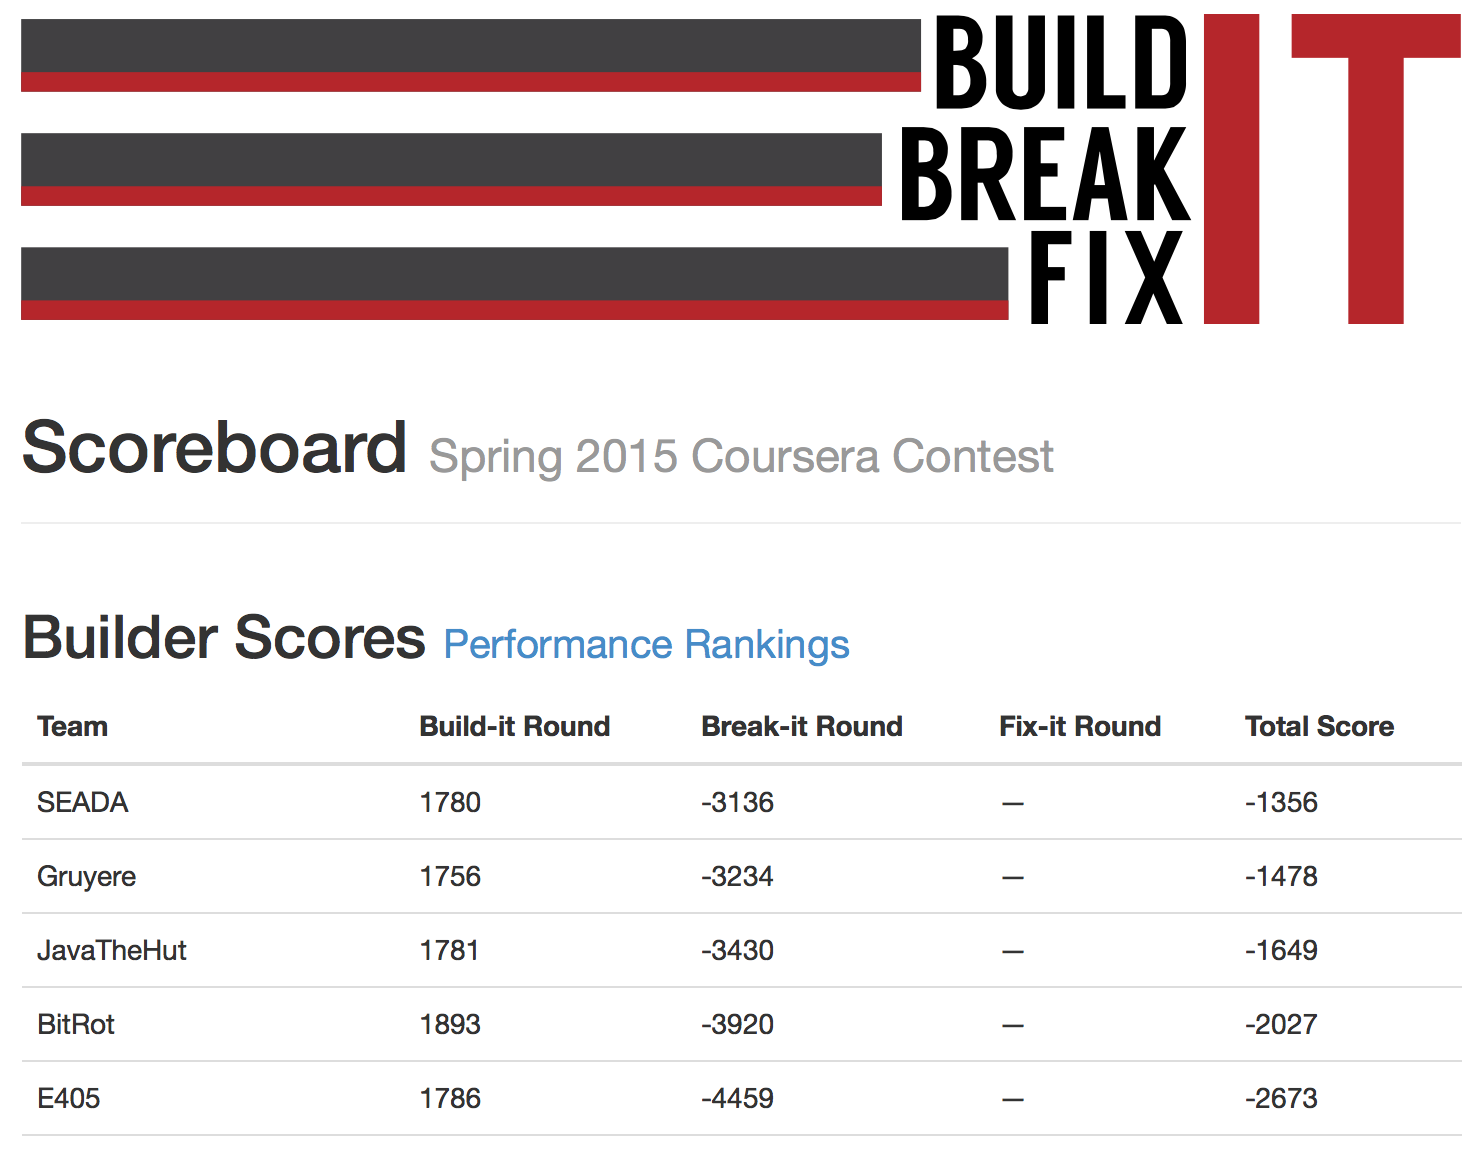 BUILD
BREAK
FIX
IT
Scoreboard Spring 2015 Coursera Contest
Builder Scores Performance Rankings
Team Build-it Round Break-it Round Fix-it Round Total Score
SEADA 1780 -3136 — -1356
Gruyere 1756 -3234 — -1478
JavaTheHut 1781 -3430 — -1649
BitRot 1893 -3920 — -2027
E405 1786 -4459 — -2673